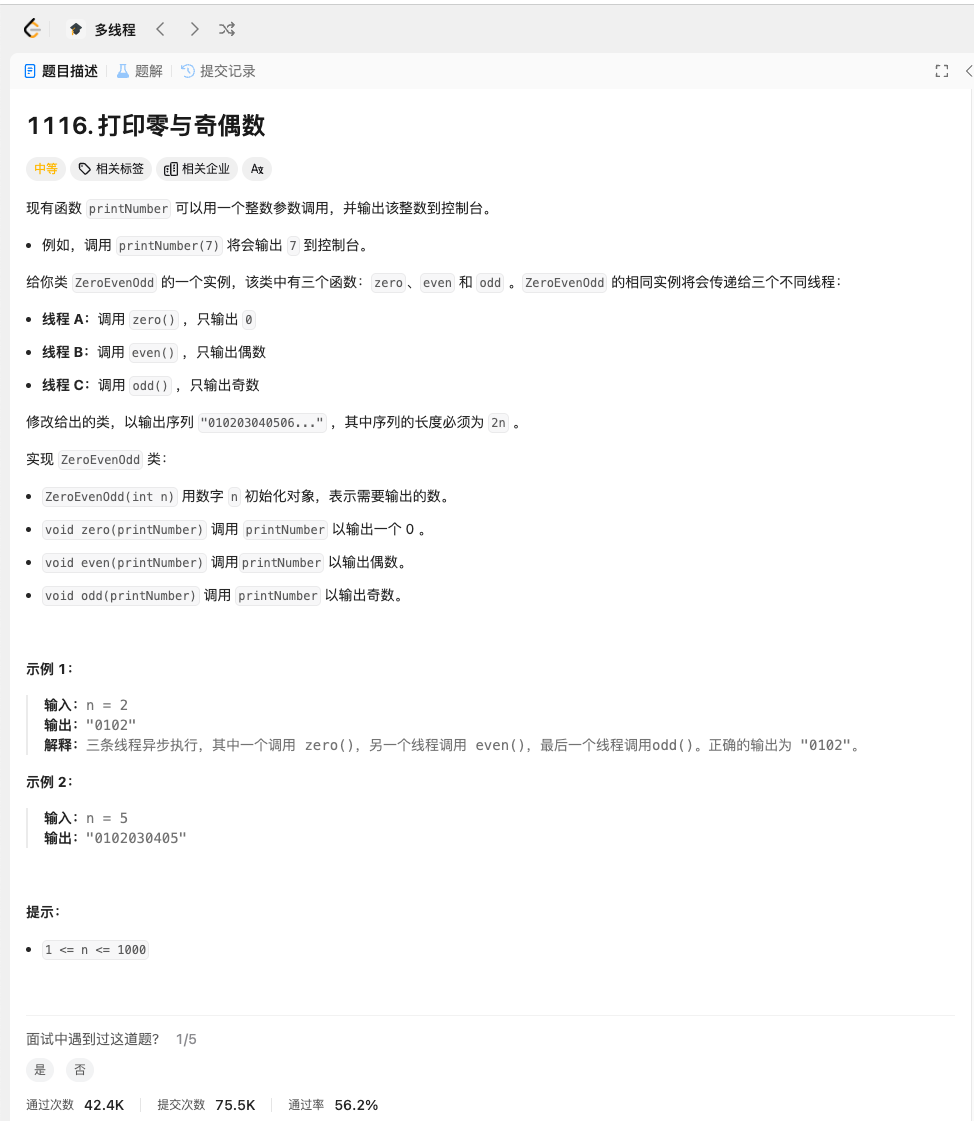 多线程
题目描述 题解 提交记录
1116. 打印零与奇偶数
中等 相关标签 相关企业 Az
现有函数 printNumber 可以用一个整数参数调用，并输出该整数到控制台。
• 例如，调用 printNumber(7) 将会输出 7 到控制台。
给你类 ZeroEvenOdd 的一个实例，该类中有三个函数：zero 、even 和 odd 。ZeroEvenOdd 的相同实例将会传递给三个不同线程：
• 线程 A：调用 zero() ，只输出 0
• 线程 B：调用 even() ，只输出偶数
• 线程 C：调用 odd() ，只输出奇数
修改给出的类，以输出序列 "010203040506..." ，其中序列的长度必须为 2n 。
实现 ZeroEvenOdd 类：
• ZeroEvenOdd(int n) 用数字 n 初始化对象，表示需要输出的数。
• void zero(printNumber) 调用 printNumber 以输出一个 0 。
• void even(printNumber) 调用printNumber 以输出偶数。
• void odd(printNumber) 调用 printNumber 以输出奇数。
示例 1：
输入：n = 2
输出："0102"
解释：三条线程异步执行，其中一个调用 zero()，另一个线程调用 even()，最后一个线程调用odd()。正确的输出为 "0102"。
示例 2：
输入：n = 5
输出："0102030405"
提示：
• 1 <= n <= 1000
面试中遇到过这道题? 1/5
是 否
通过次数 42.4K 提交次数 75.5K 通过率 56.2%